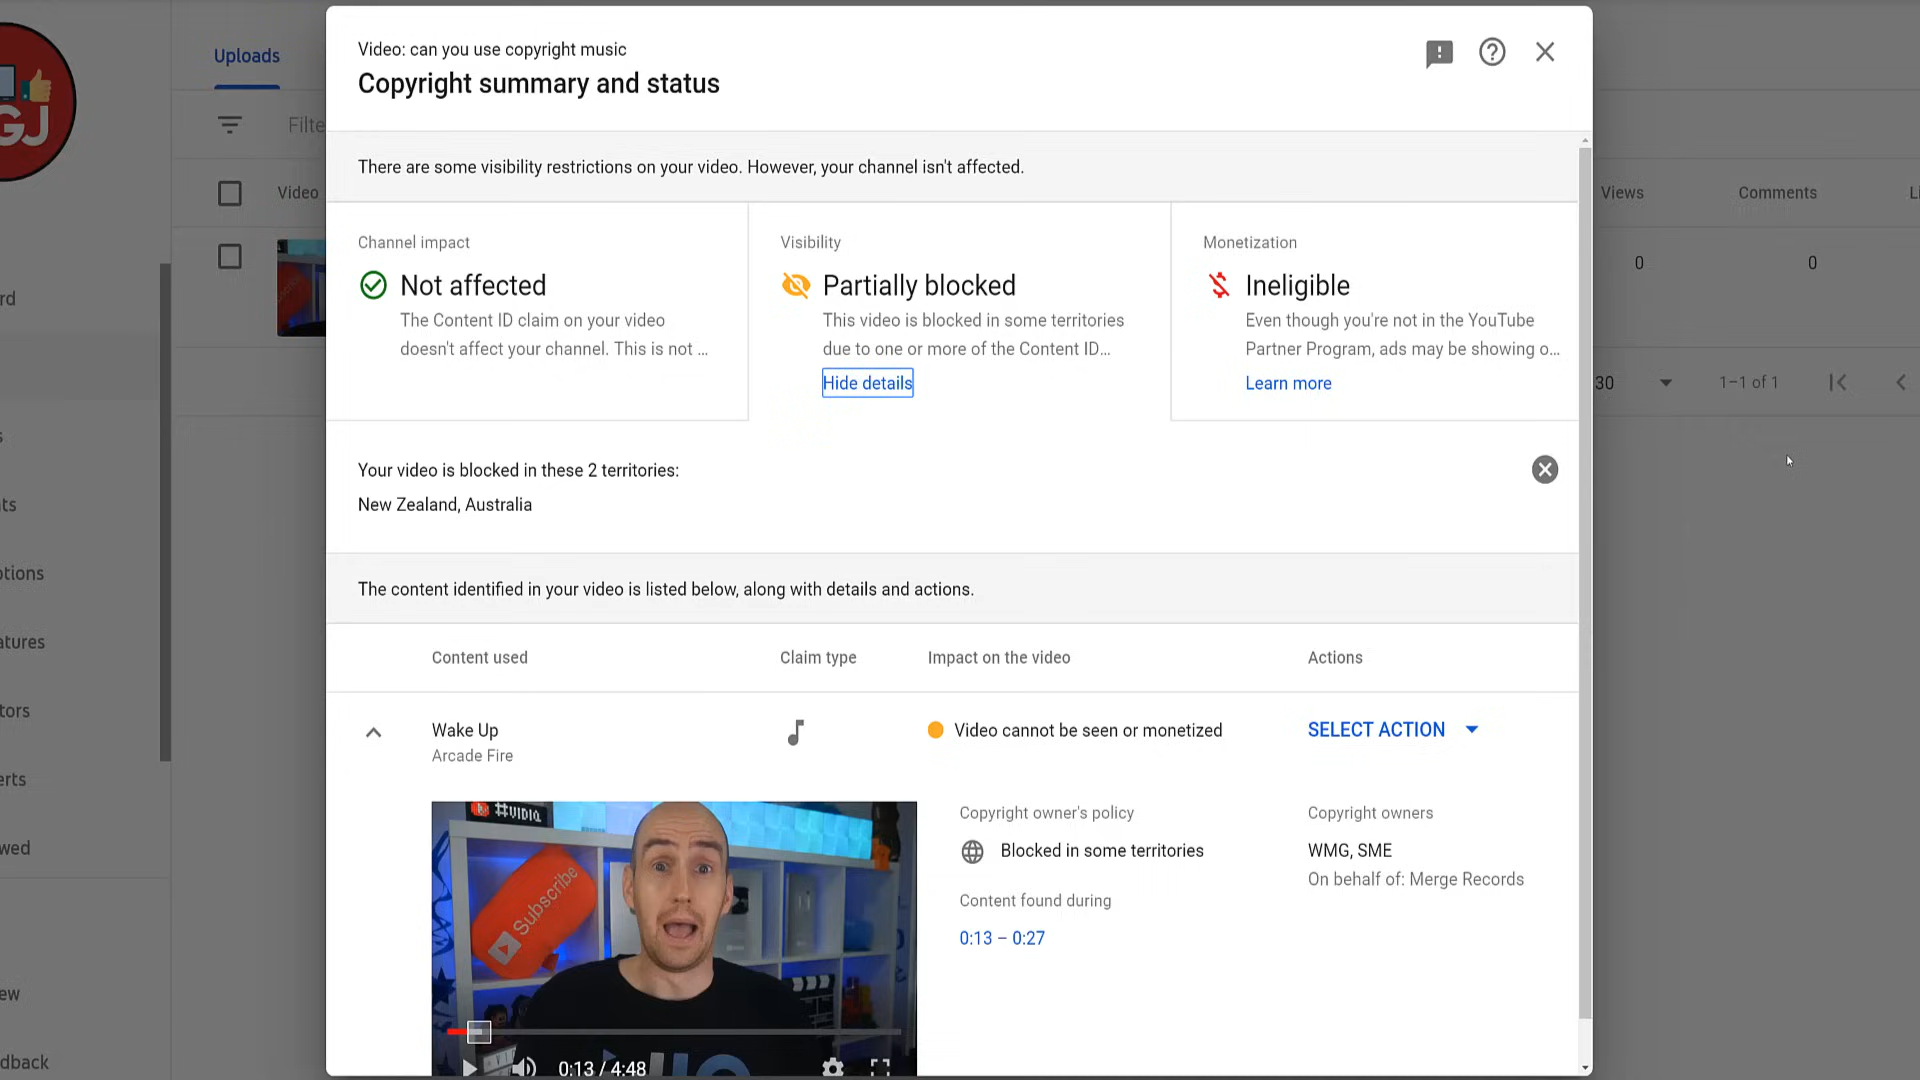 Video: can you use copyright music
Copyright summary and status
Uploads
GJ
Filte
There are some visibility restrictions on your video. However, your channel isn't affected.
Video
Views
Comments
Li
Channel impact
Not affected
The Content ID claim on your video
doesn't affect your channel. This is not ...
Visibility
Partially blocked
This video is blocked in some territories
due to one or more of the Content ID...
Hide details
Monetization
Ineligible
Even though you're not in the YouTube
Partner Program, ads may be showing o...
Learn more
0
0
rd
30
1–1 of 1
s
Your video is blocked in these 2 territories:
New Zealand, Australia
ts
otions
The content identified in your video is listed below, along with details and actions.
atures
Content used
Claim type
Impact on the video
Actions
tors
Wake Up
Arcade Fire
Video cannot be seen or monetized
SELECT ACTION
erts
wed
#VIDIQ
Subscribe
Copyright owner's policy
Blocked in some territories
Content found during
0:13 – 0:27
Copyright owners
WMG, SME
On behalf of: Merge Records
ew
dback
0:13 / 4:48